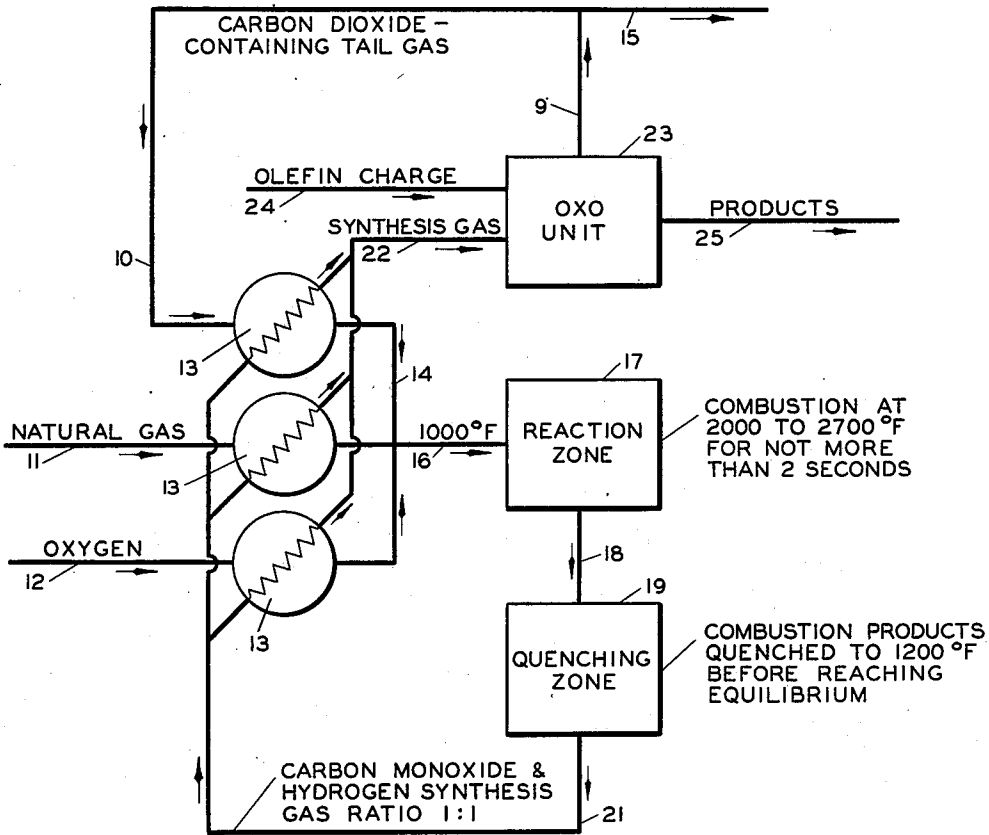 CARBON DIOXIDE -
CONTAINING TAIL GAS
15
9
23
OLEFIN CHARGE
24
OXO
UNIT
PRODUCTS
25
SYNTHESIS GAS
22
10
13
14
17
NATURAL GAS
11
13
1000°F
16
REACTION
ZONE
COMBUSTION AT
2000 TO 2700 °F
FOR NOT MORE
THAN 2 SECONDS
OXYGEN
12
13
18
19
QUENCHING
ZONE
COMBUSTION PRODUCTS
QUENCHED TO 1200 °F
BEFORE REACHING
EQUILIBRIUM
CARBON MONOXIDE &
HYDROGEN SYNTHESIS
GAS RATIO 1:1
21